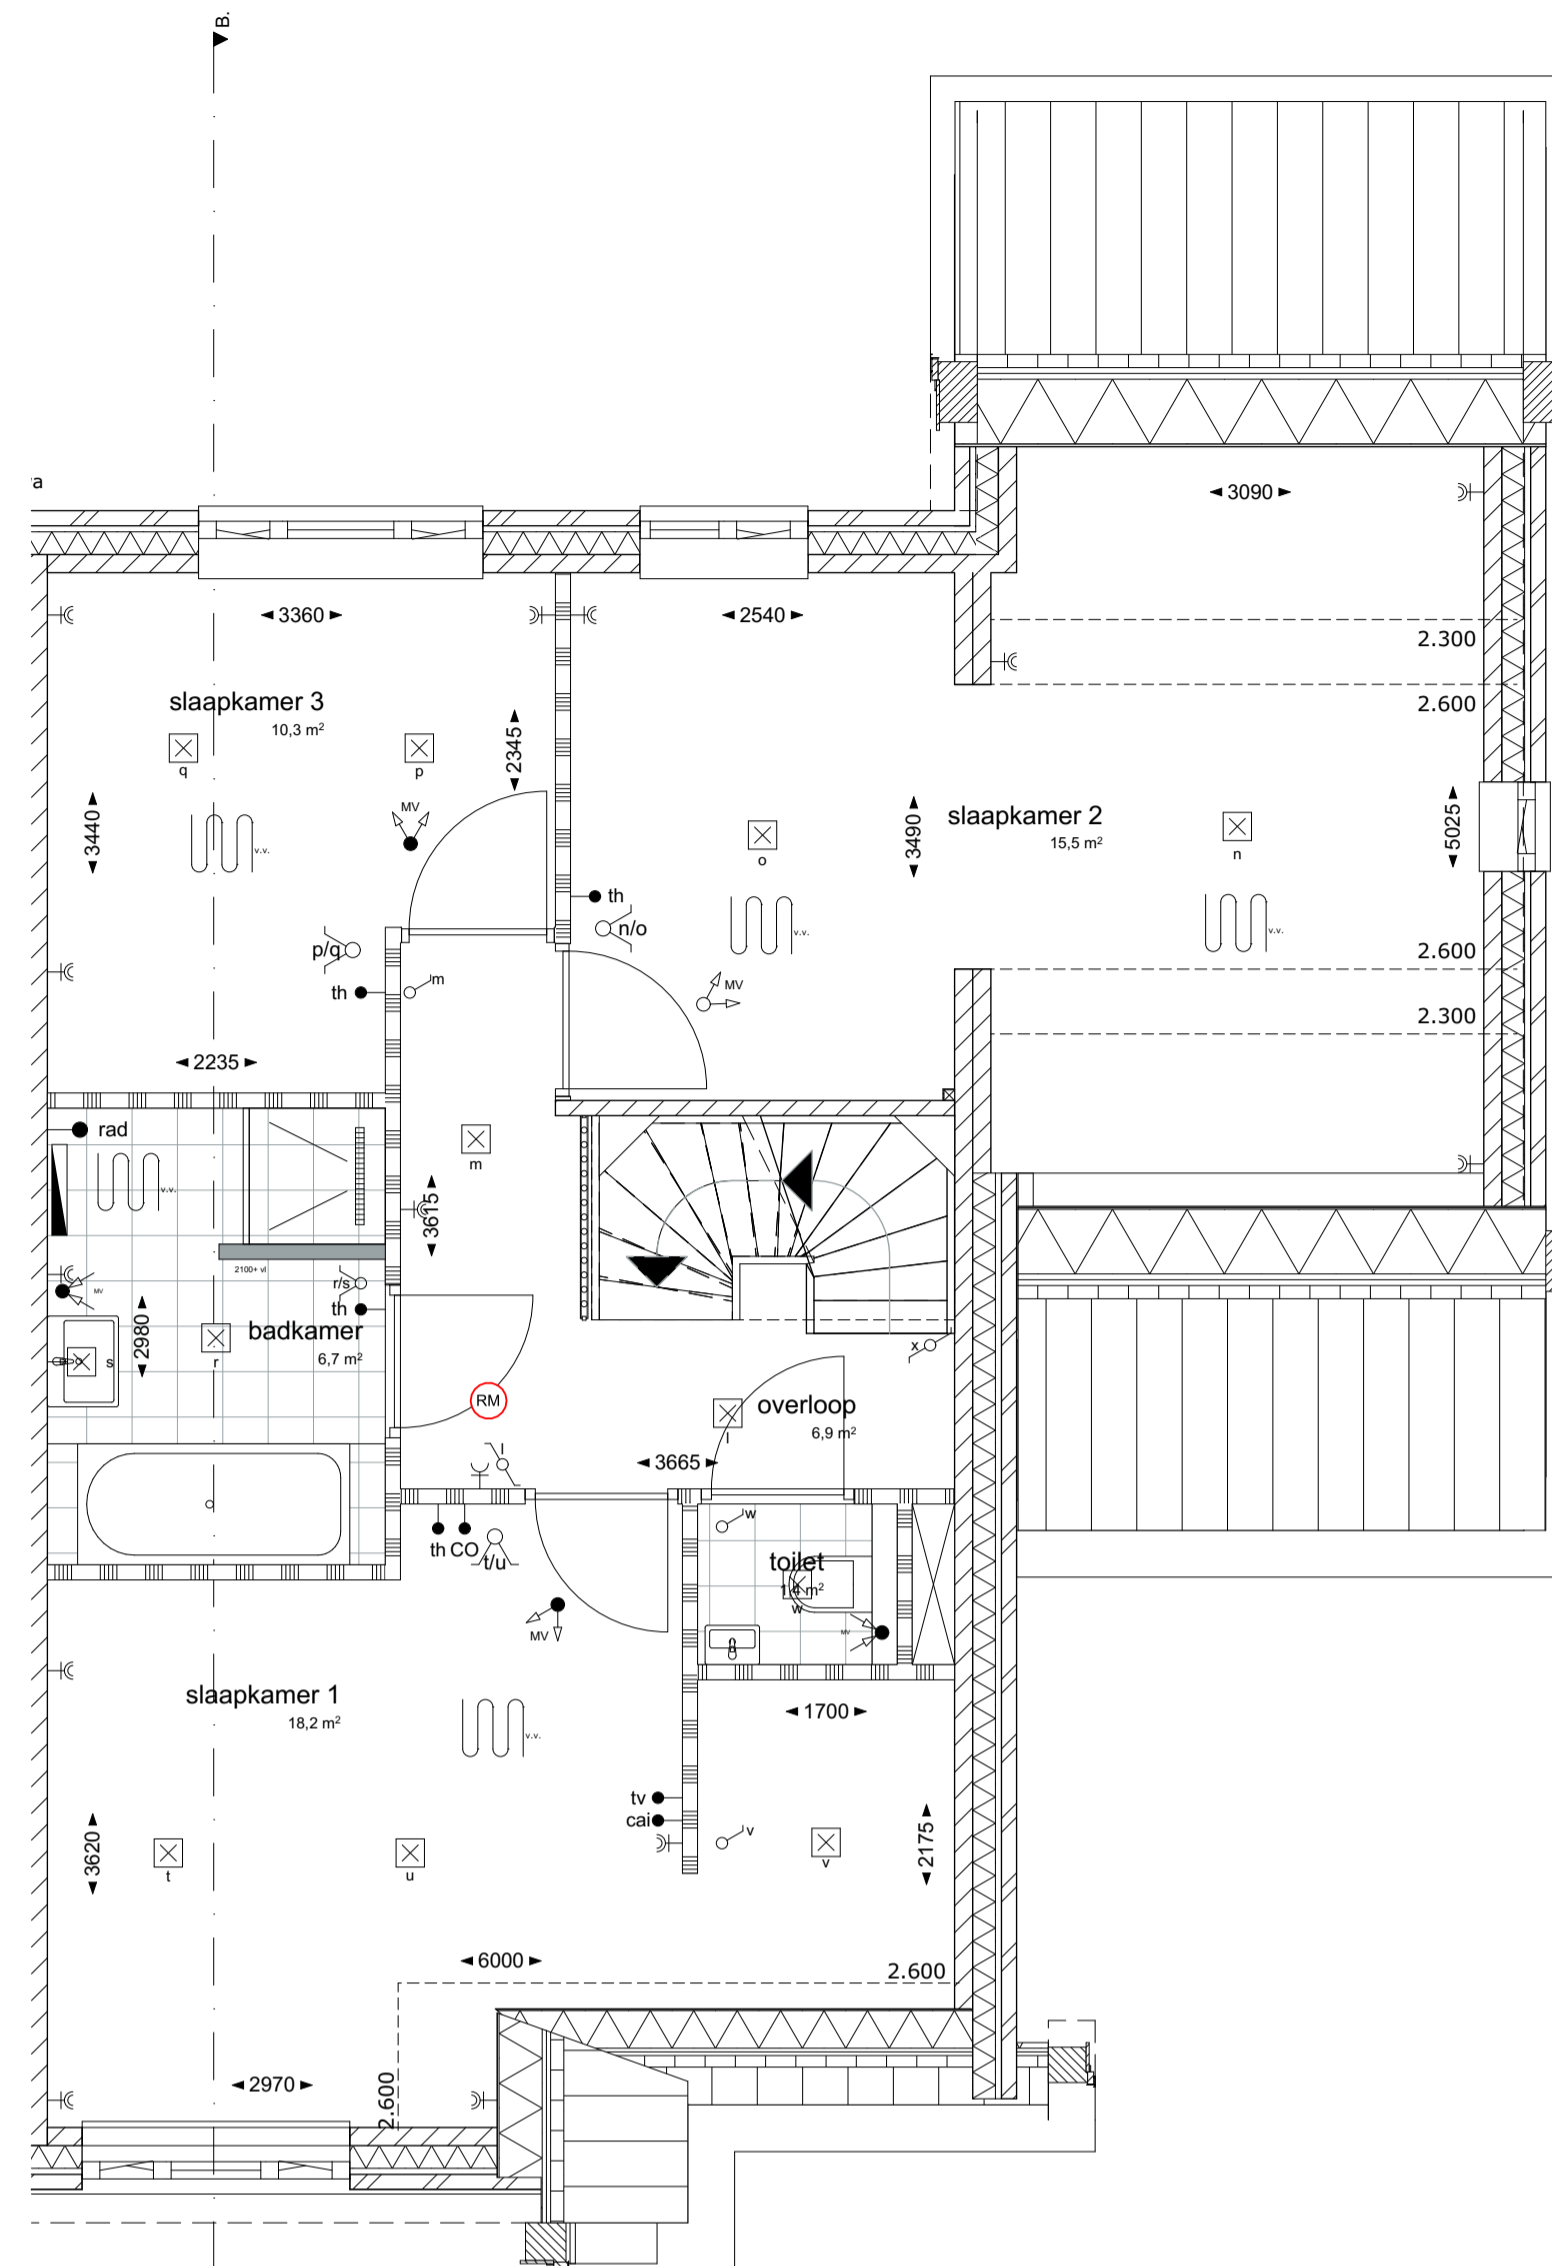 B.
a
3090
3360
2540
2.300
slaapkamer 3
10,3 m²
2.600
2345
q
p
MV
3440
v.v.
slaapkamer 2
15,5 m²
3490
5025
o
n
th
n/o
v.v.
v.v.
p/q
2.600
th
m
MV
2.300
2235
rad
m
v.v.
3615
2100+ vl
r/s
MV
th
2980
badkamer
6,7 m²
s
r
x
RM
overloop
6,9 m²
l
l
3665
w
th
CO
t/u
toilet
1,4 m²
w
MV
MV
slaapkamer 1
18,2 m²
1700
v.v.
tv
cai
v
3620
2175
t
u
v
6000
2.600
2970
2.600